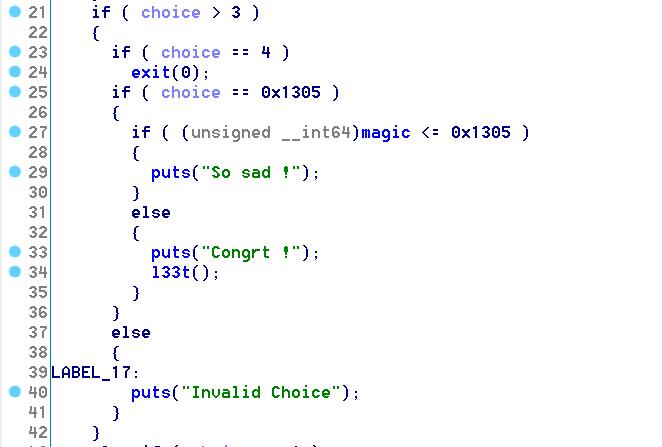 21 if ( choice > 3 )
22 {
23 if ( choice == 4 )
24 exit(0);
25 if ( choice == 0x1305 )
26 {
27 if ( (unsigned __int64)magic <= 0x1305 )
28 {
29 puts("So sad !");
30 }
31 else
32 {
33 puts("Congrt !");
34 l33t();
35 }
36 }
37 else
38 {
39 LABEL_17:
40 puts("Invalid Choice");
41 }
42 }